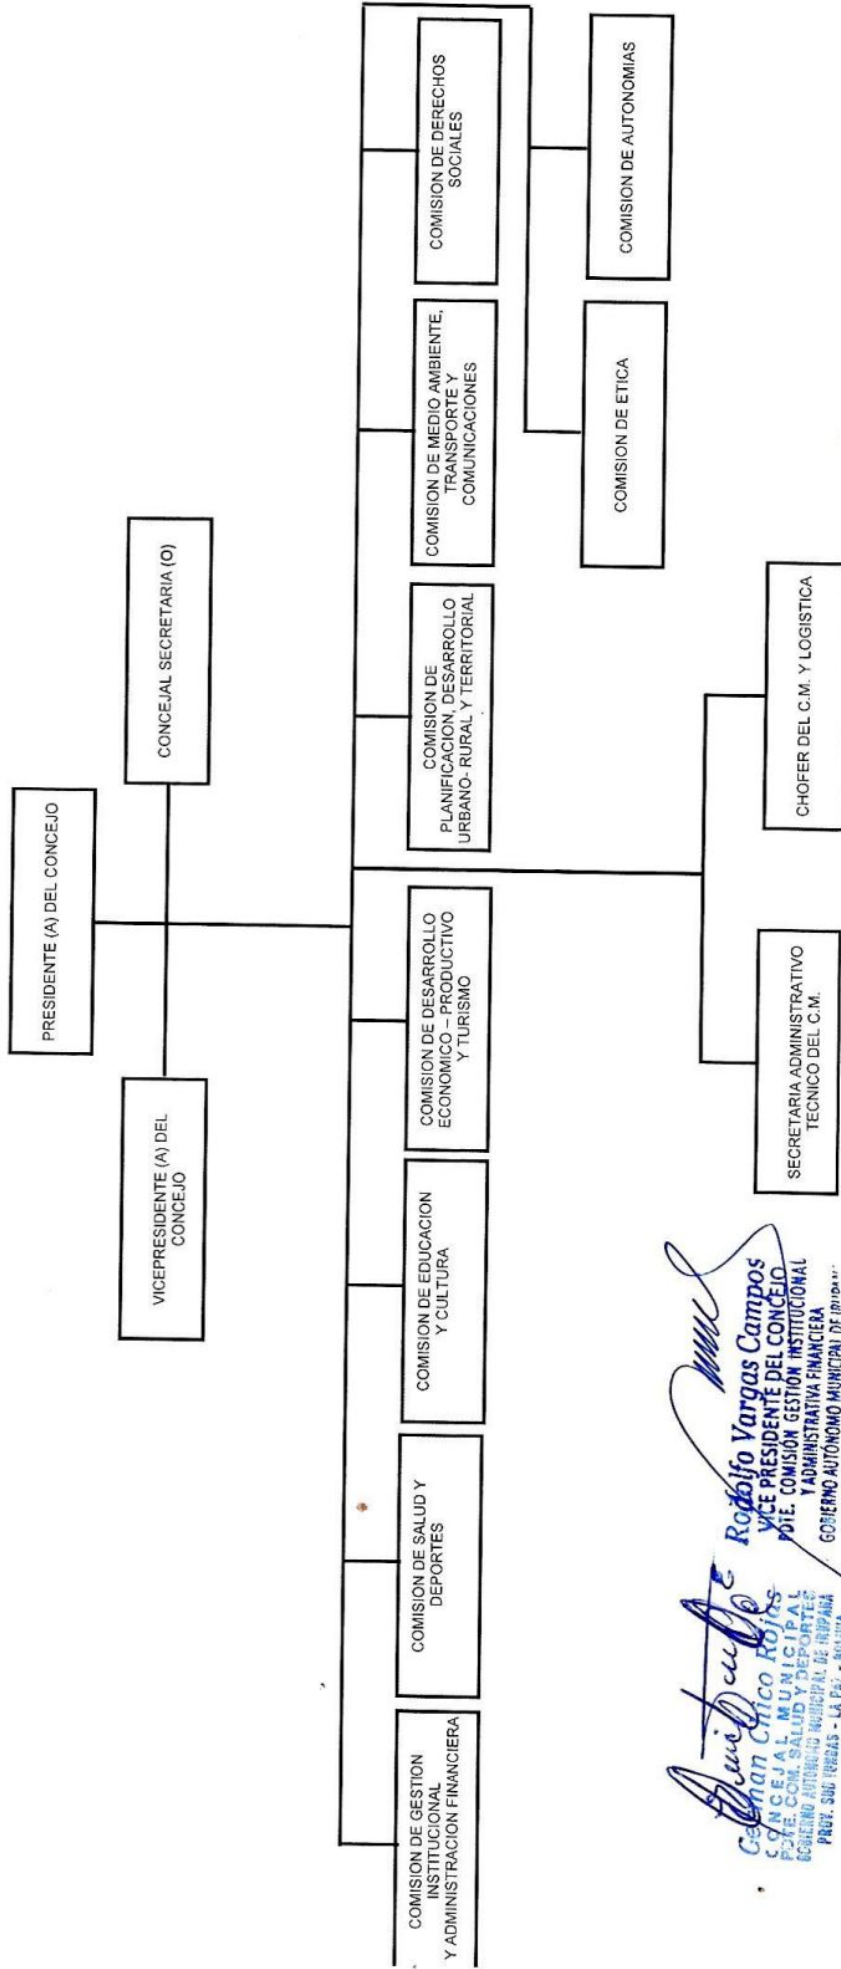 PRESIDENTE (A) DEL CONCEJO
VICEPRESIDENTE (A) DEL
CONCEJO
CONCEJAL SECRETARIA (O)
COMISION DE GESTION
INSTITUCIONAL
Y ADMINISTRACION FINANCIERA
COMISION DE SALUD Y
DEPORTES
COMISION DE EDUCACION
Y CULTURA
COMISION DE DESARROLLO
ECONOMICO – PRODUCTIVO
Y TURISMO
COMISION DE
PLANIFICACION, DESARROLLO
URBANO- RURAL Y TERRITORIAL
COMISION DE MEDIO AMBIENTE,
TRANSPORTE Y
COMUNICACIONES
COMISION DE DERECHOS
SOCIALES
COMISION DE ETICA
COMISION DE AUTONOMIAS
SECRETARIA ADMINISTRATIVO
TECNICO DEL C.M.
CHOFER DEL C.M. Y LOGISTICA
Chico Rojas
CONCEJAL MUNICIPAL
PDTE. COM. SALUD Y DEPORTES
GOBIERNO AUTONOMO MUNICIPAL DE IRUPANA
PROV. SUD YUNGAS - LA PAZ - BOLIVIA
Rodolfo Vargas Campos
VICE PRESIDENTE DEL CONCEJO
PDTE. COMISIÓN GESTION INSTITUCIONAL
Y ADMINISTRATIVA FINANCIERA
GOBIERNO AUTÓNOMO MUNICIPAL DE